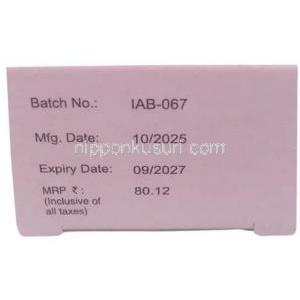 Batch No.: IAB-067
Mfg. Date: 10/2025
nipponkusuri.com
Expiry Date: 09/2027
MRP ₹ : 80.12
(Inclusive of
all taxes)